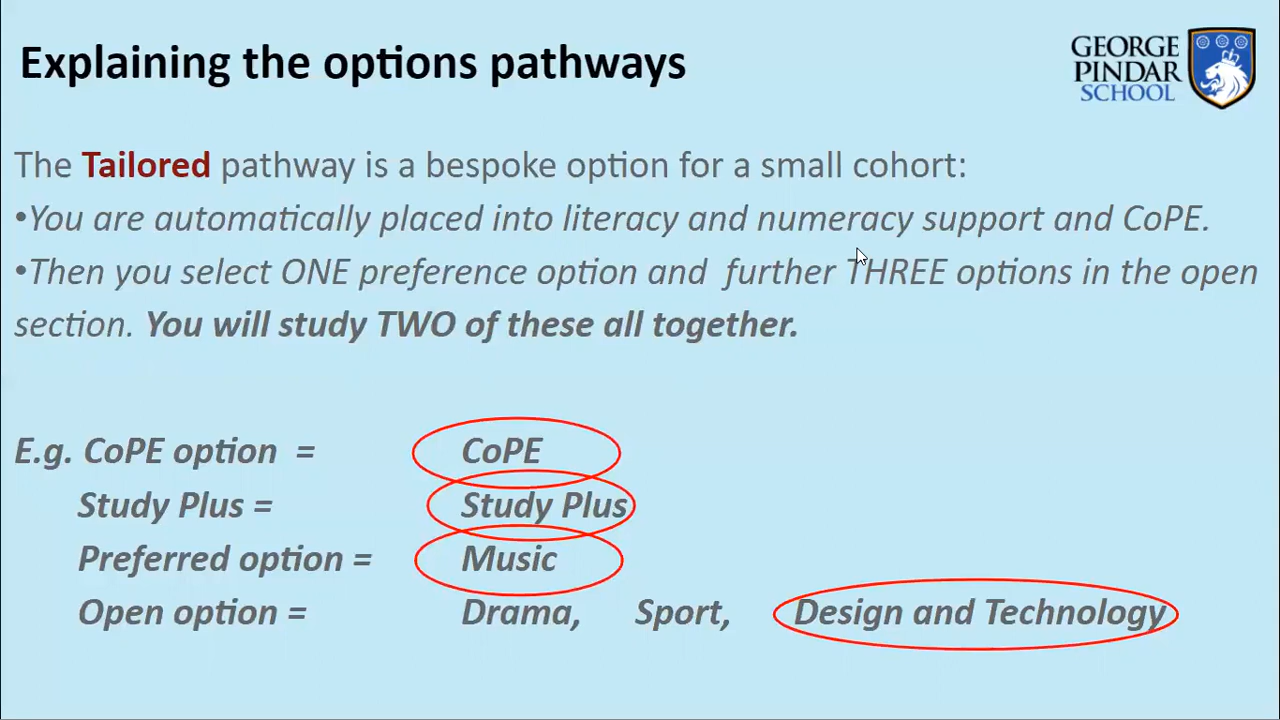 Explaining the options pathways
GEORGE
PINDAR
SCHOOL
The Tailored pathway is a bespoke option for a small cohort:
•You are automatically placed into literacy and numeracy support and CoPE.
•Then you select ONE preference option and further THREE options in the open
section. You will study TWO of these all together.
E.g. CoPE option = CoPE
Study Plus = Study Plus
Preferred option = Music
Open option = Drama, Sport, Design and Technology